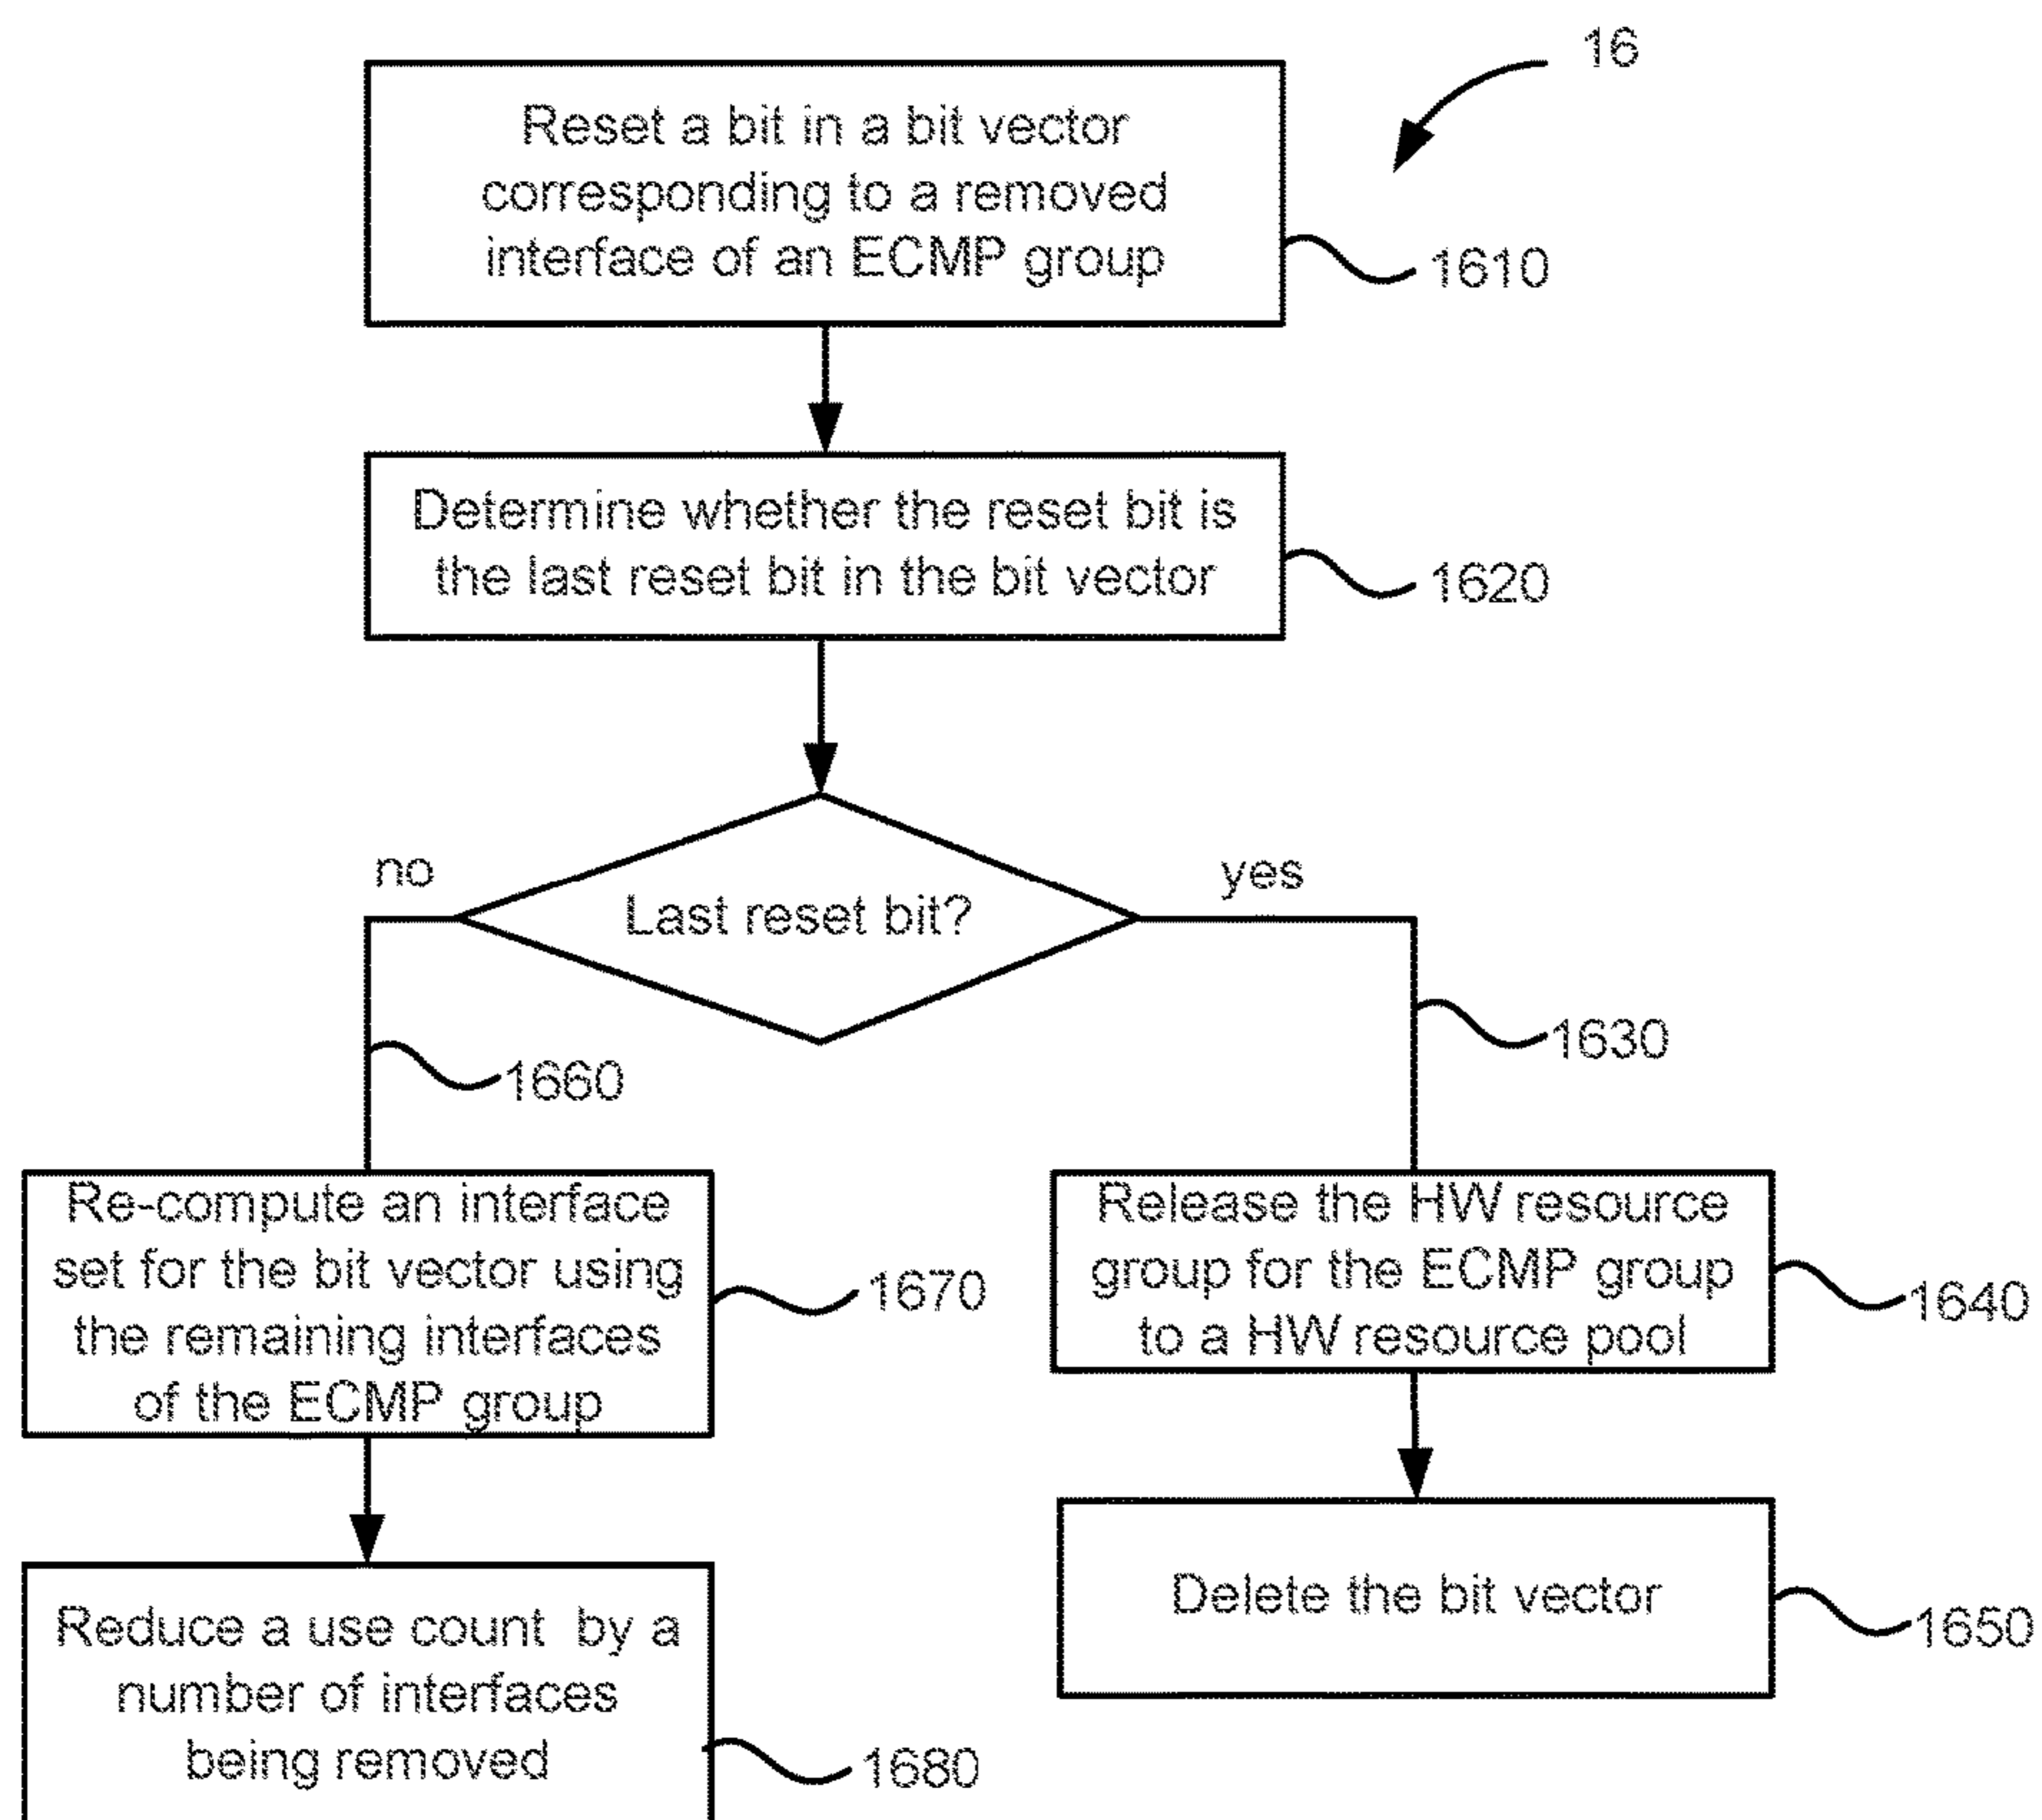 16
Reset a bit in a bit vector
corresponding to a removed
interface of an ECMP group
1610
Determine whether the reset bit is
the last reset bit in the bit vector
1620
no
yes
Last reset bit?
1630
1660
Re-compute an interface
set for the bit vector using
the remaining interfaces
of the ECMP group
1670
Release the HW resource
group for the ECMP group
to a HW resource pool
1640
Reduce a use count by a
number of interfaces
being removed
1680
Delete the bit vector
1650